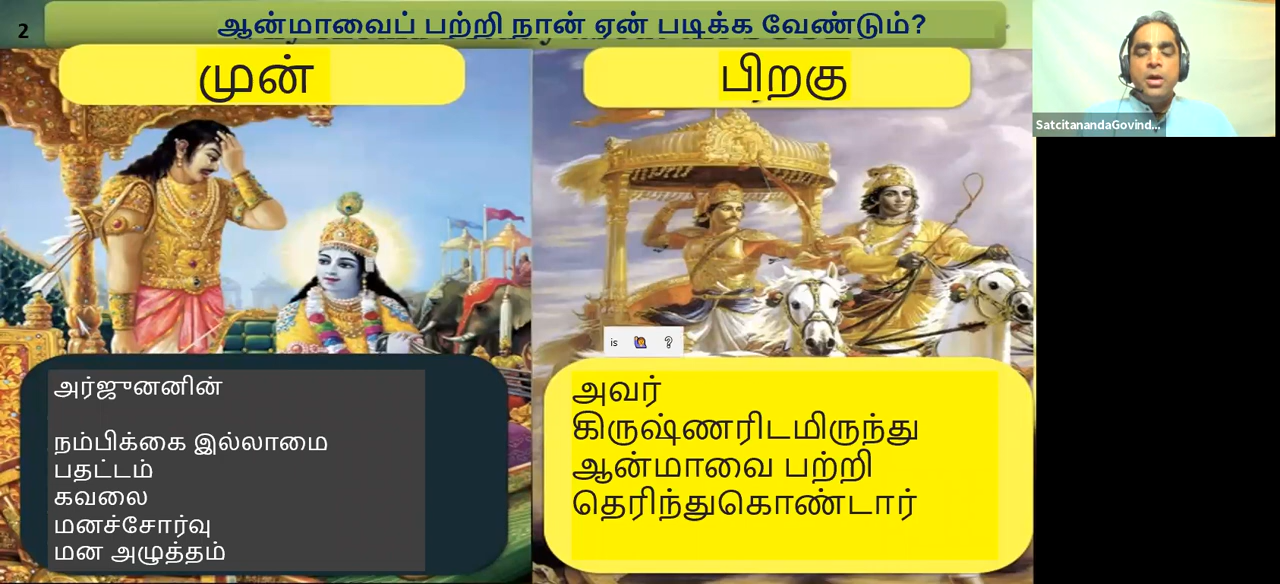 2
ஆன்மாவைப் பற்றி நான் ஏன் படிக்க வேண்டும்?
முன்
பிறகு
SatcitanandaGovind...
is 🙋 ?
அர்ஜுனனின்
நம்பிக்கை இல்லாமை
பதட்டம்
கவலை
மனச்சோர்வு
மன அழுத்தம்
அவர்
கிருஷ்ணரிடமிருந்து
ஆன்மாவை பற்றி
தெரிந்துகொண்டார்